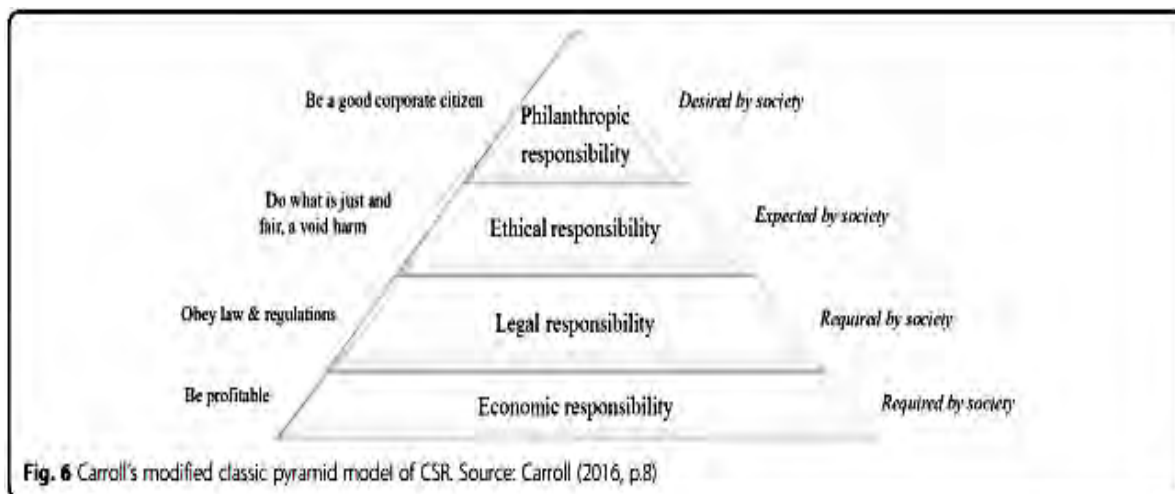 Be a good corporate citizen
Philanthropic
responsibility
Desired by society
Do what is just and
fair, a void harm
Ethical responsibility
Expected by society
Obey law & regulations
Legal responsibility
Required by society
Be profitable
Economic responsibility
Required by society
Fig. 6 Carroll's modified classic pyramid model of CSR. Source: Carroll (2016, p.8)